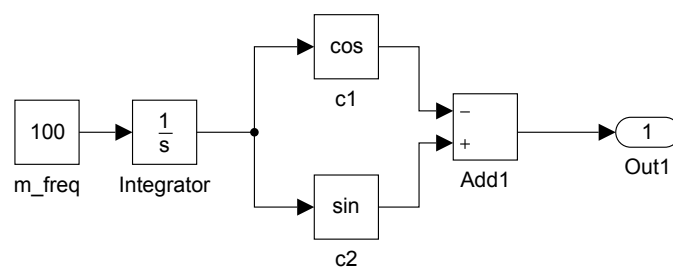 100
m_freq
1
s
Integrator
cos
c1
sin
c2
−
+
Add1
1
Out1